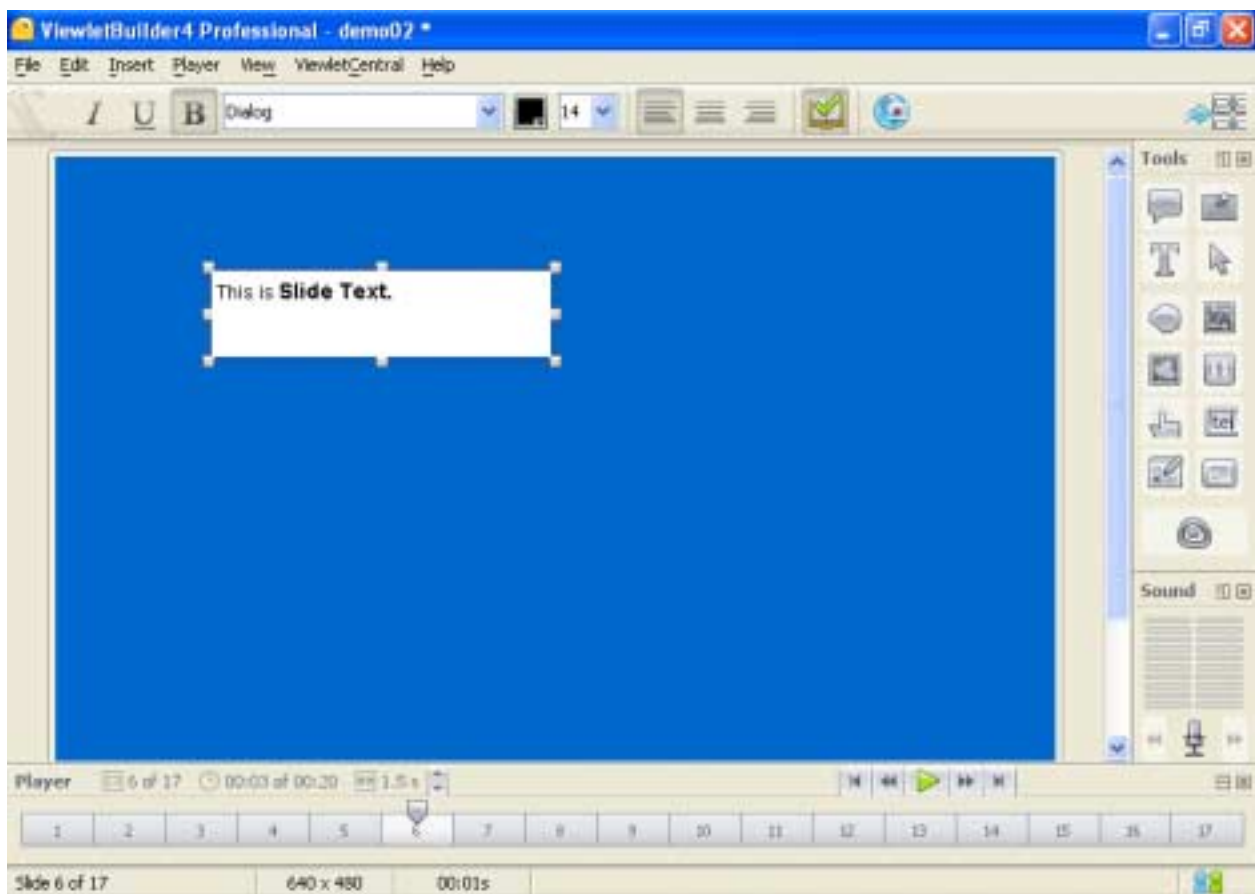 ViewletBuilder4 Professional - demo02 *
File Edit Insert Player View ViewletCentral Help
I U B Dialog 14
Tools
This is Slide Text.
T
Sound
Player 6 of 17 00:03 of 00:20 1.5 s
1 2 3 4 5 6 7 8 9 10 11 12 13 14 15 16 17
Slide 6 of 17 640 x 480 00:01s